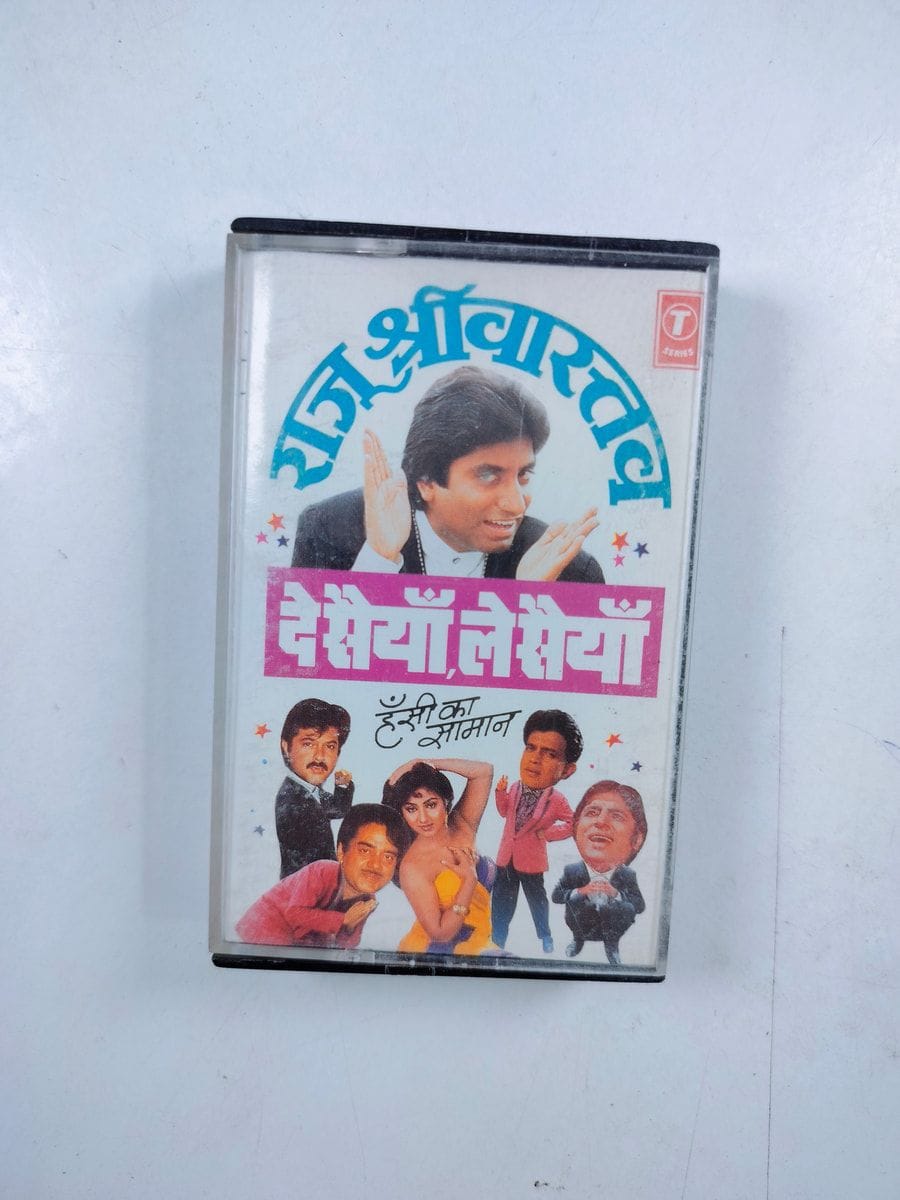 राजू श्रीवास्तव
T
SERIES
दे सैयाँ, ले सैयाँ
हँसी का
सामान